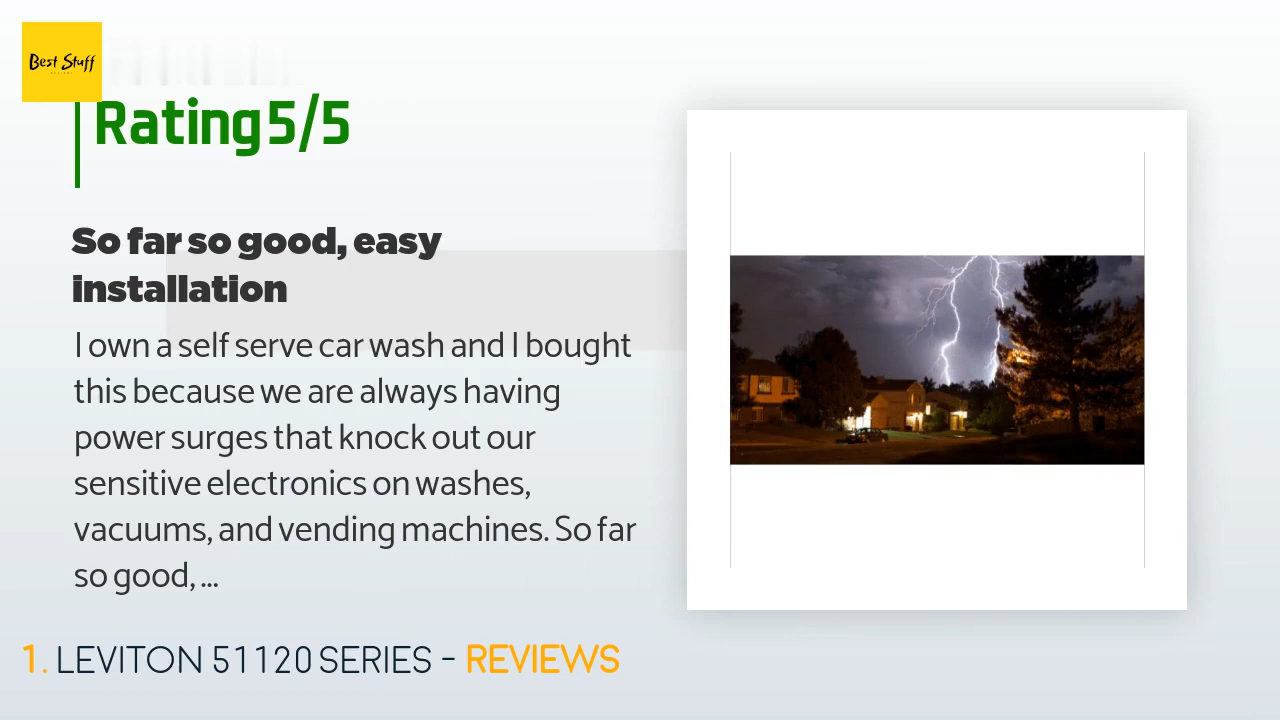 Best Stuff
Rating 5/5
So far so good, easy
installation
I own a self serve car wash and I bought
this because we are always having
power surges that knock out our
sensitive electronics on washes,
vacuums, and vending machines. So far
so good, ...
1. LEVITON 51120 SERIES - REVIEWS